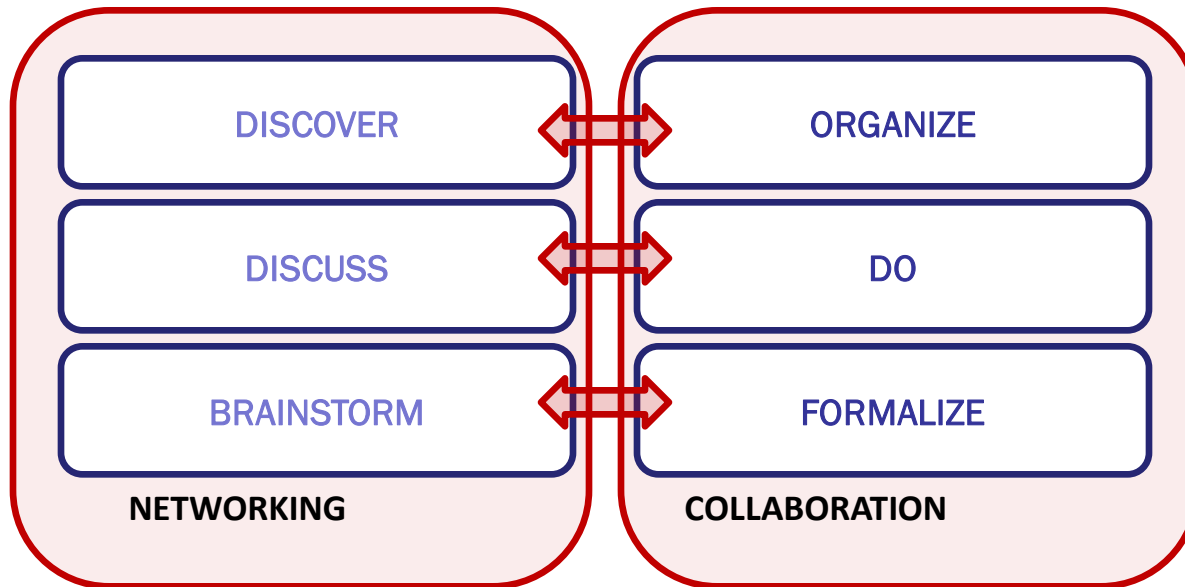 DISCOVER
ORGANIZE
DISCUSS
DO
BRAINSTORM
FORMALIZE
NETWORKING
COLLABORATION